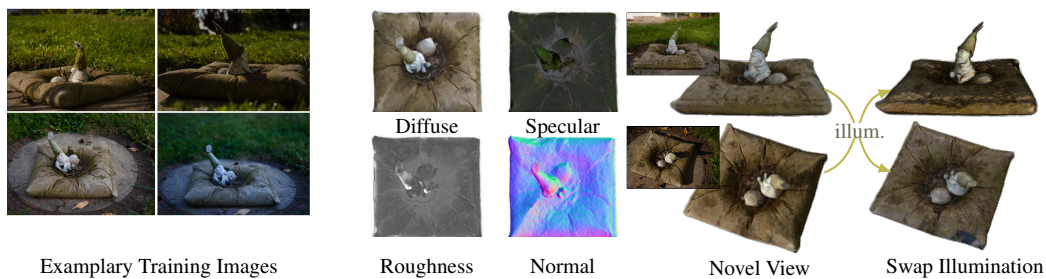 Diffuse
Specular
illum.
Examplary Training Images
Roughness
Normal
Novel View
Swap Illumination